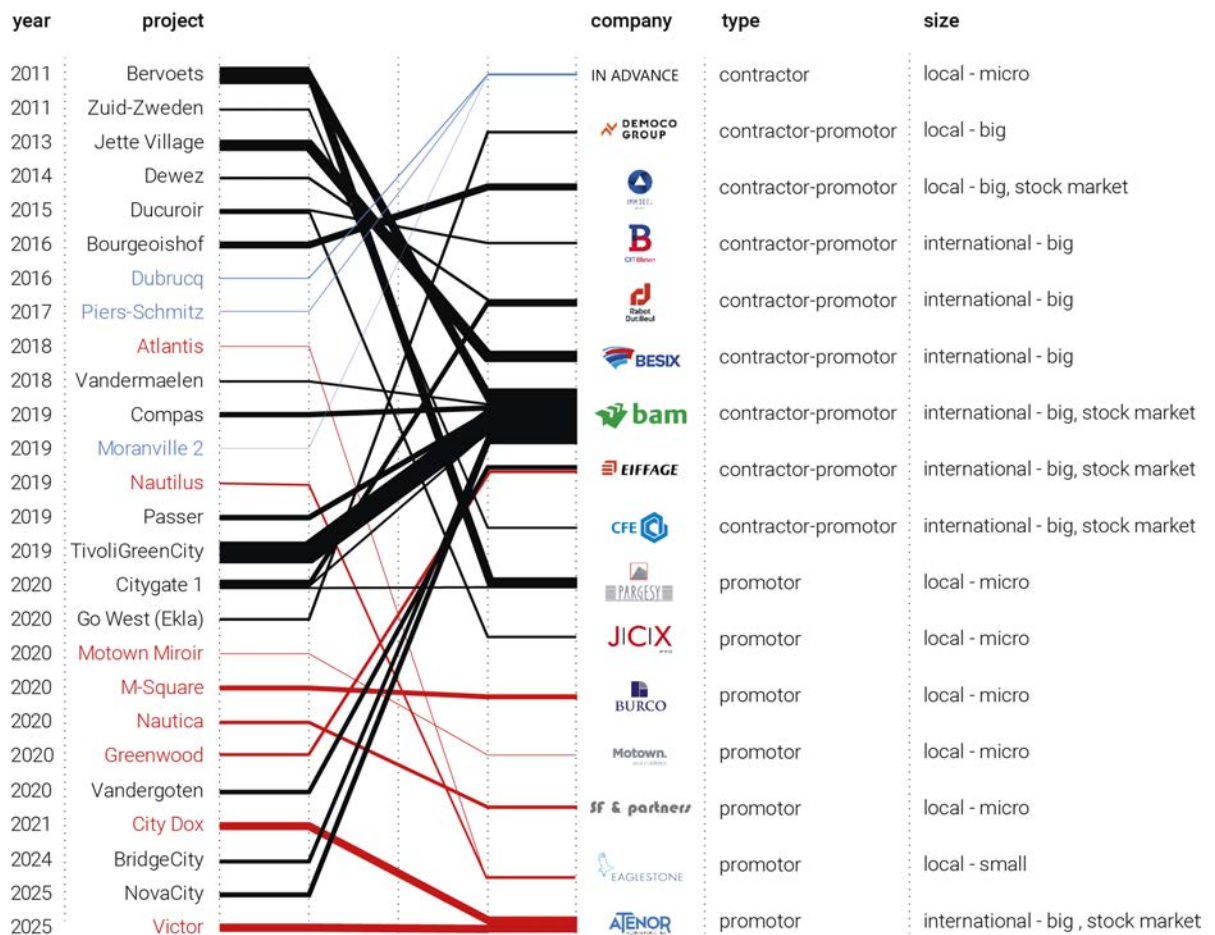 year project company type size
2011 Bervoets
2011 Zuid-Zweden
2013 Jette Village
2014 Dewez
2015 Ducuroir
2016 Bourgeoishof
2016 Dubrucq
2017 Piers-Schmitz
2018 Atlantis
2018 Vandermaelen
2019 Compas
2019 Moranville 2
2019 Nautilus
2019 Passer
2019 TivoliGreenCity
2020 Citygate 1
2020 Go West (Ekla)
2020 Motown Miroir
2020 M-Square
2020 Nautica
2020 Greenwood
2020 Vandergoten
2021 City Dox
2024 BridgeCity
2025 NovaCity
2025 Victor
IN ADVANCE contractor local - micro
DEMOCO
GROUP
contractor-promotor local - big
IMMOBEL
contractor-promotor local - big, stock market
B
CIT Blaton
contractor-promotor international - big
Rabot
Dutilleul
contractor-promotor international - big
BESIX contractor-promotor international - big
bam contractor-promotor international - big, stock market
EIFFAGE contractor-promotor international - big, stock market
CFE contractor-promotor international - big, stock market
PARGESY promotor local - micro
J|C|X promotor local - micro
BURCO promotor local - micro
Motown. promotor local - micro
SF & partners promotor local - micro
EAGLESTONE promotor local - small
ATENOR promotor international - big , stock market